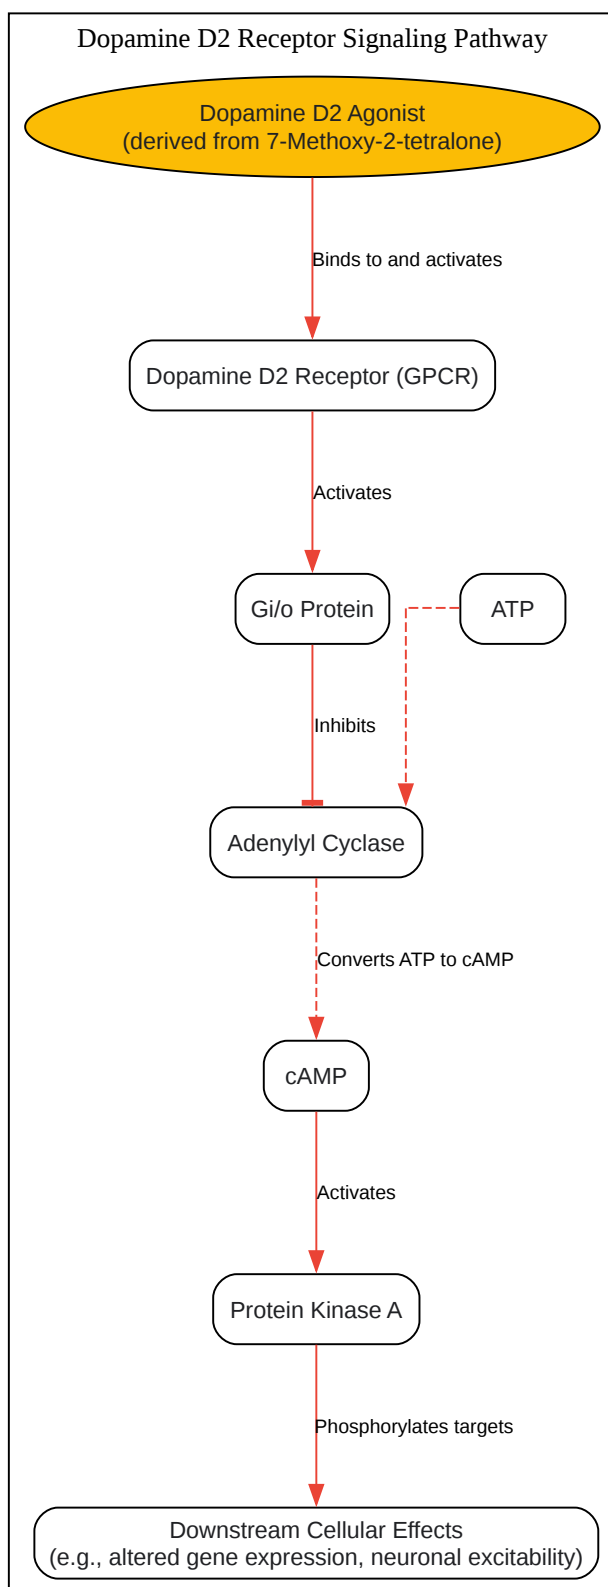 Dopamine D2 Receptor Signaling Pathway
Dopamine D2 Agonist
(derived from 7-Methoxy-2-tetralone)
Binds to and activates
Dopamine D2 Receptor (GPCR)
Activates
Gi/o Protein
ATP
Inhibits
Adenylyl Cyclase
Converts ATP to cAMP
cAMP
Activates
Protein Kinase A
Phosphorylates targets
Downstream Cellular Effects
(e.g., altered gene expression, neuronal excitability)